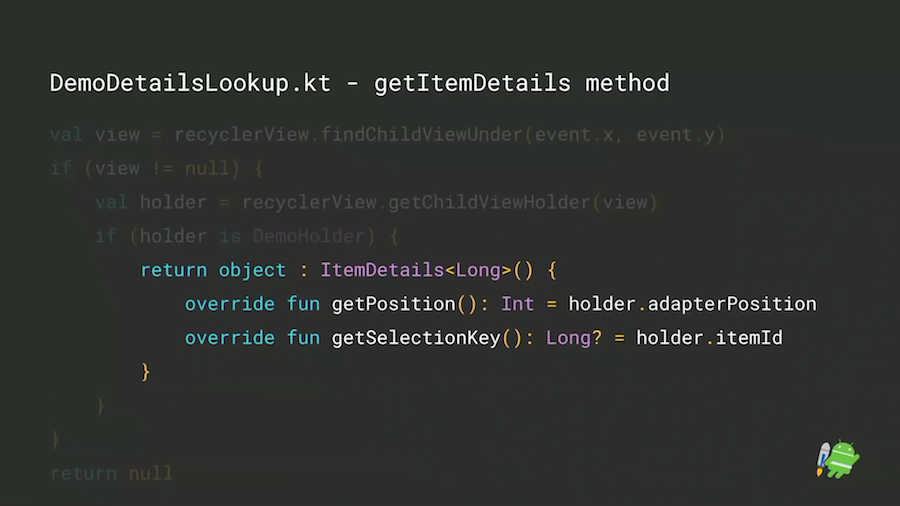 DemoDetailsLookup.kt - getItemDetails method
val view = recyclerView.findChildViewUnder(event.x, event.y)
if (view != null) {
val holder = recyclerView.getChildViewHolder(view)
if (holder is DemoHolder) {
return object : ItemDetails<Long>() {
override fun getPosition(): Int = holder.adapterPosition
override fun getSelectionKey(): Long? = holder.itemId
}
}
}
return null